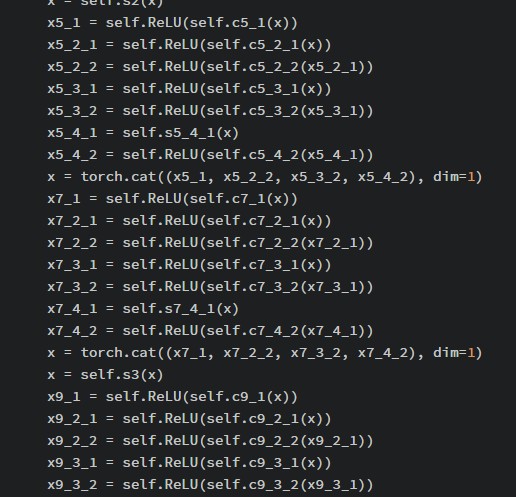 x = self.s2(x)
x5_1 = self.ReLU(self.c5_1(x))
x5_2_1 = self.ReLU(self.c5_2_1(x))
x5_2_2 = self.ReLU(self.c5_2_2(x5_2_1))
x5_3_1 = self.ReLU(self.c5_3_1(x))
x5_3_2 = self.ReLU(self.c5_3_2(x5_3_1))
x5_4_1 = self.s5_4_1(x)
x5_4_2 = self.ReLU(self.c5_4_2(x5_4_1))
x = torch.cat((x5_1, x5_2_2, x5_3_2, x5_4_2), dim=1)
x7_1 = self.ReLU(self.c7_1(x))
x7_2_1 = self.ReLU(self.c7_2_1(x))
x7_2_2 = self.ReLU(self.c7_2_2(x7_2_1))
x7_3_1 = self.ReLU(self.c7_3_1(x))
x7_3_2 = self.ReLU(self.c7_3_2(x7_3_1))
x7_4_1 = self.s7_4_1(x)
x7_4_2 = self.ReLU(self.c7_4_2(x7_4_1))
x = torch.cat((x7_1, x7_2_2, x7_3_2, x7_4_2), dim=1)
x = self.s3(x)
x9_1 = self.ReLU(self.c9_1(x))
x9_2_1 = self.ReLU(self.c9_2_1(x))
x9_2_2 = self.ReLU(self.c9_2_2(x9_2_1))
x9_3_1 = self.ReLU(self.c9_3_1(x))
x9_3_2 = self.ReLU(self.c9_3_2(x9_3_1))